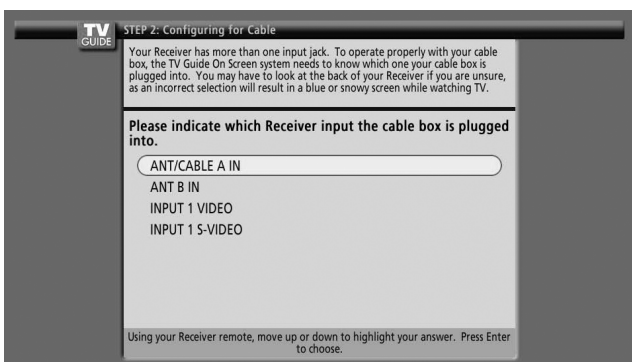 TV
GUIDE
STEP 2: Configuring for Cable
Your Receiver has more than one input jack. To operate properly with your cable
box, the TV Guide On Screen system needs to know which one your cable box is
plugged into. You may have to look at the back of your Receiver if you are unsure,
as an incorrect selection will result in a blue or snowy screen while watching TV.
Please indicate which Receiver input the cable box is plugged
into.
ANT/CABLE A IN
ANT B IN
INPUT 1 VIDEO
INPUT 1 S-VIDEO
Using your Receiver remote, move up or down to highlight your answer. Press Enter
to choose.